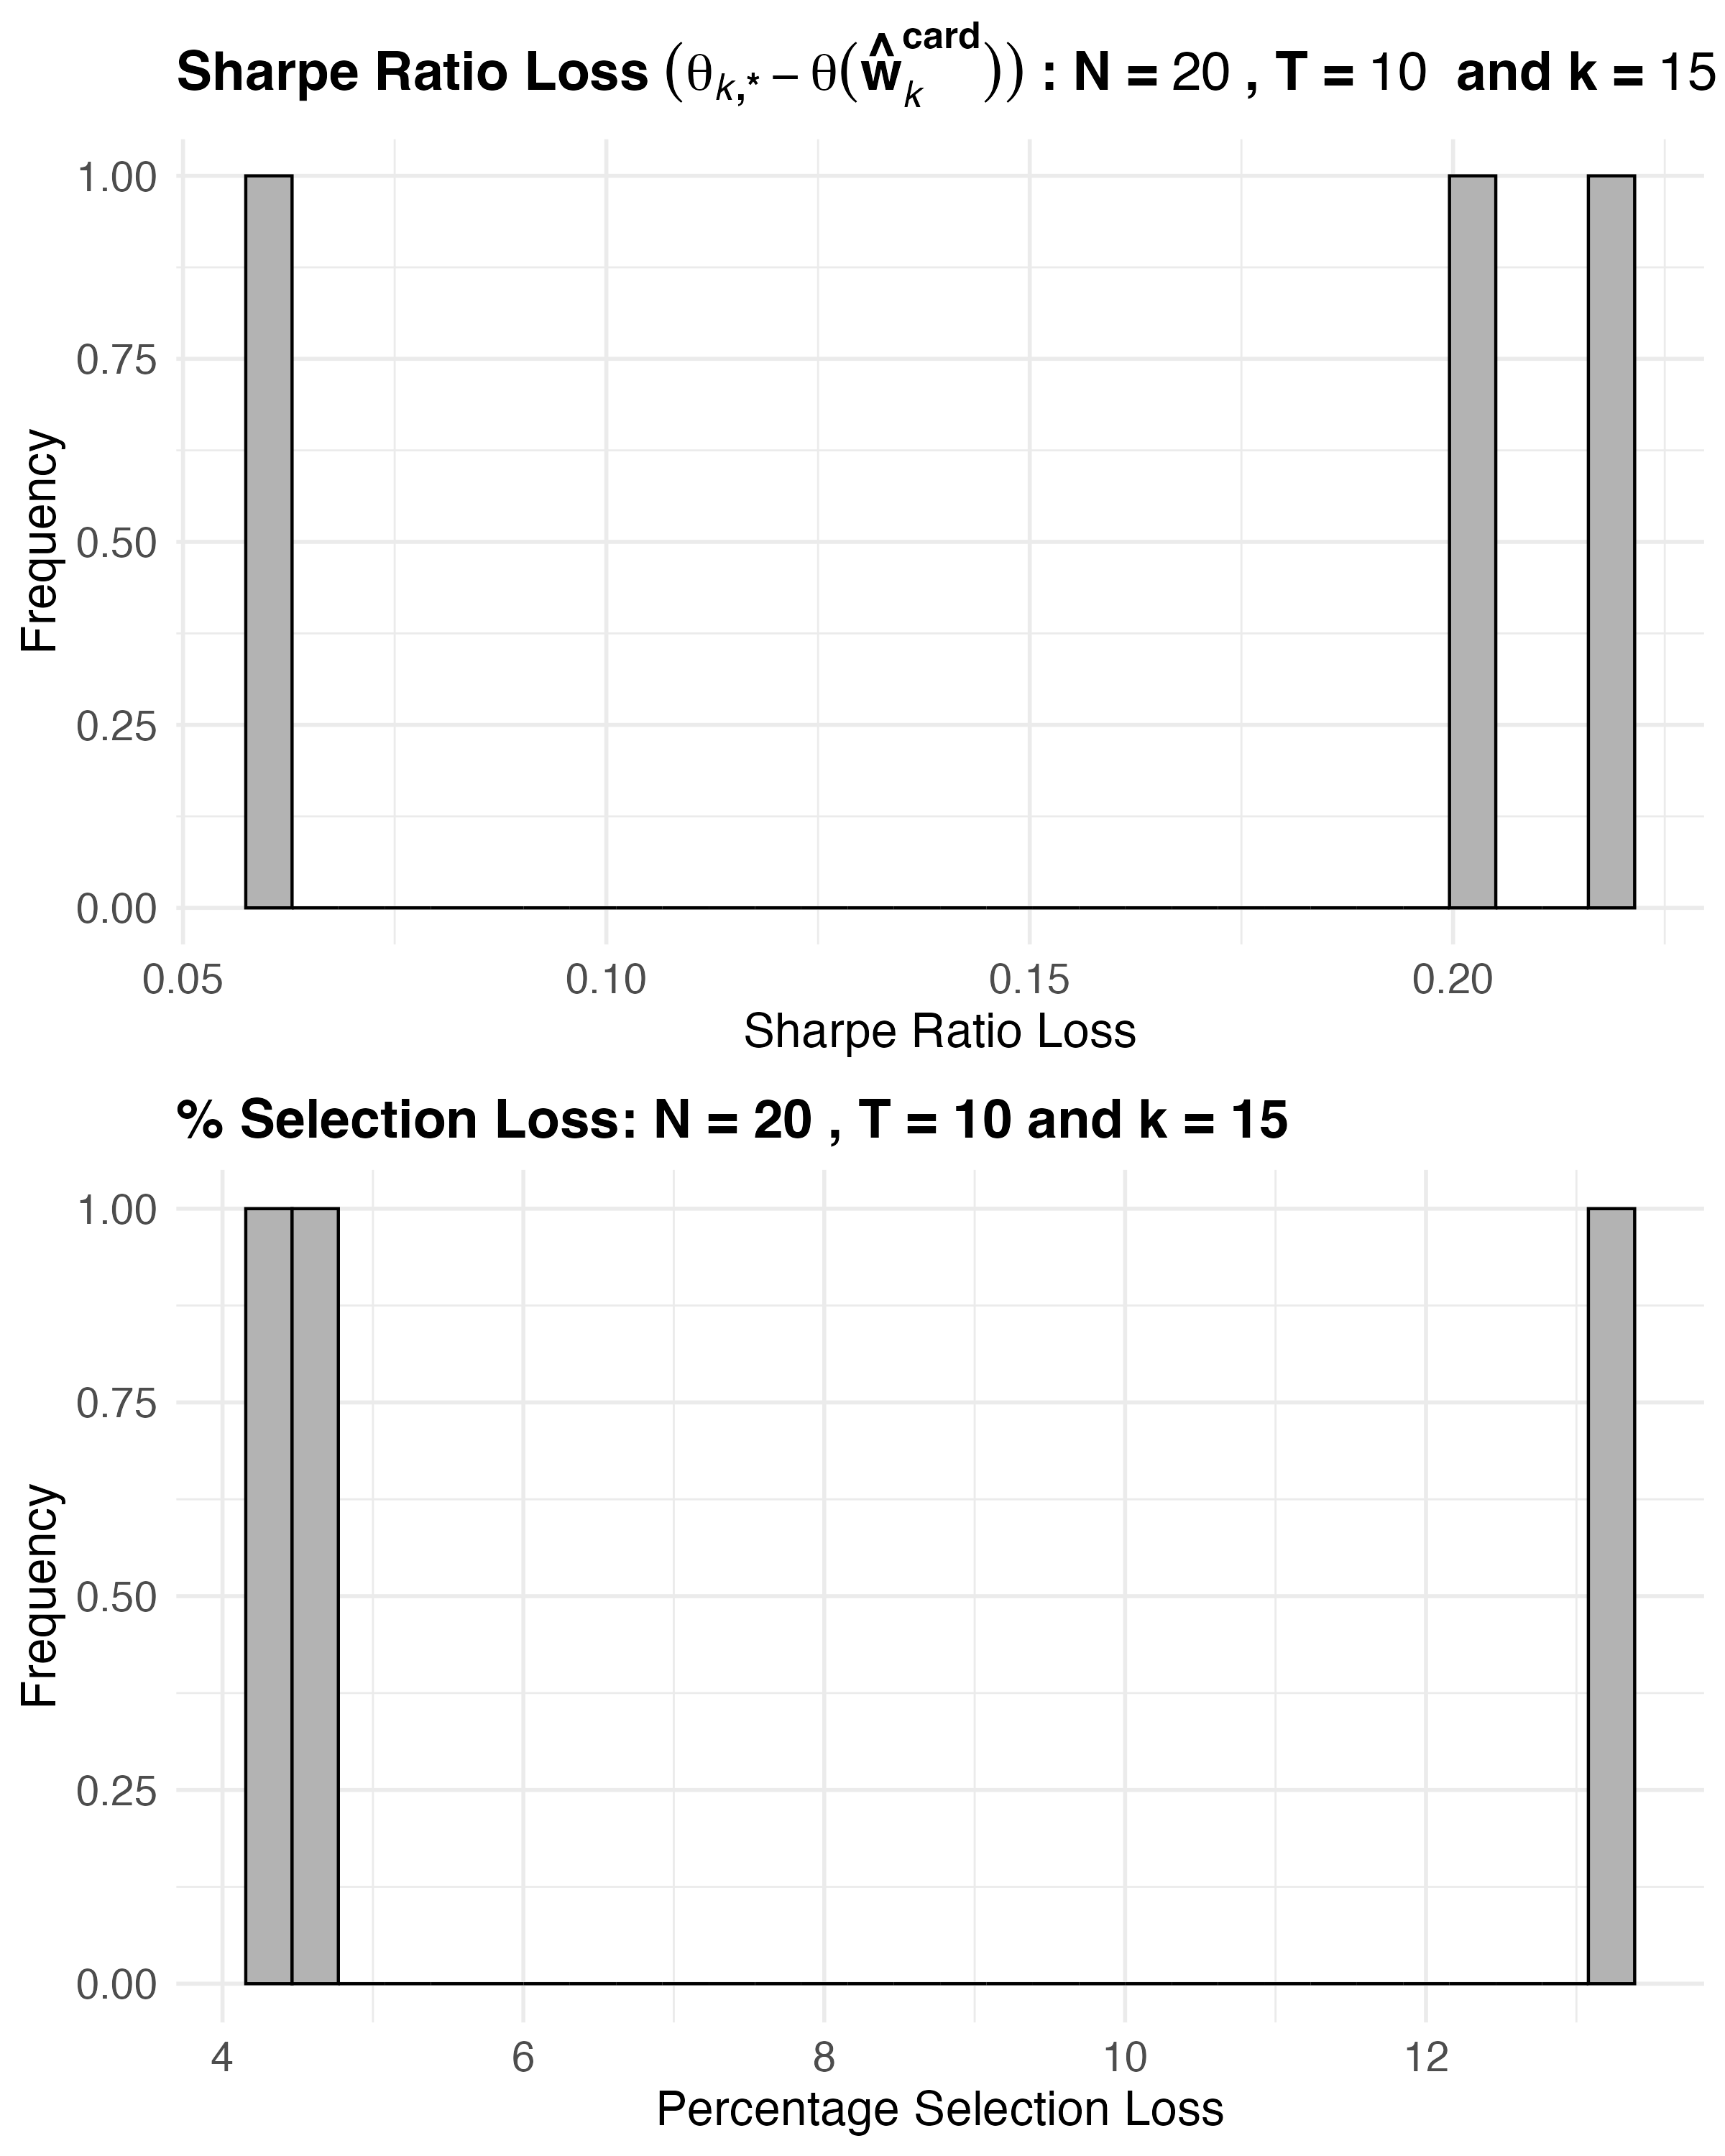 Sharpe Ratio Loss (θk,* − θ(ŵk^card)) : N = 20 , T = 10 and k = 15
1.00
0.75
0.50
0.25
0.00
Frequency
0.05 0.10 0.15 0.20
Sharpe Ratio Loss
% Selection Loss: N = 20 , T = 10 and k = 15
1.00
0.75
0.50
0.25
0.00
Frequency
4 6 8 10 12
Percentage Selection Loss